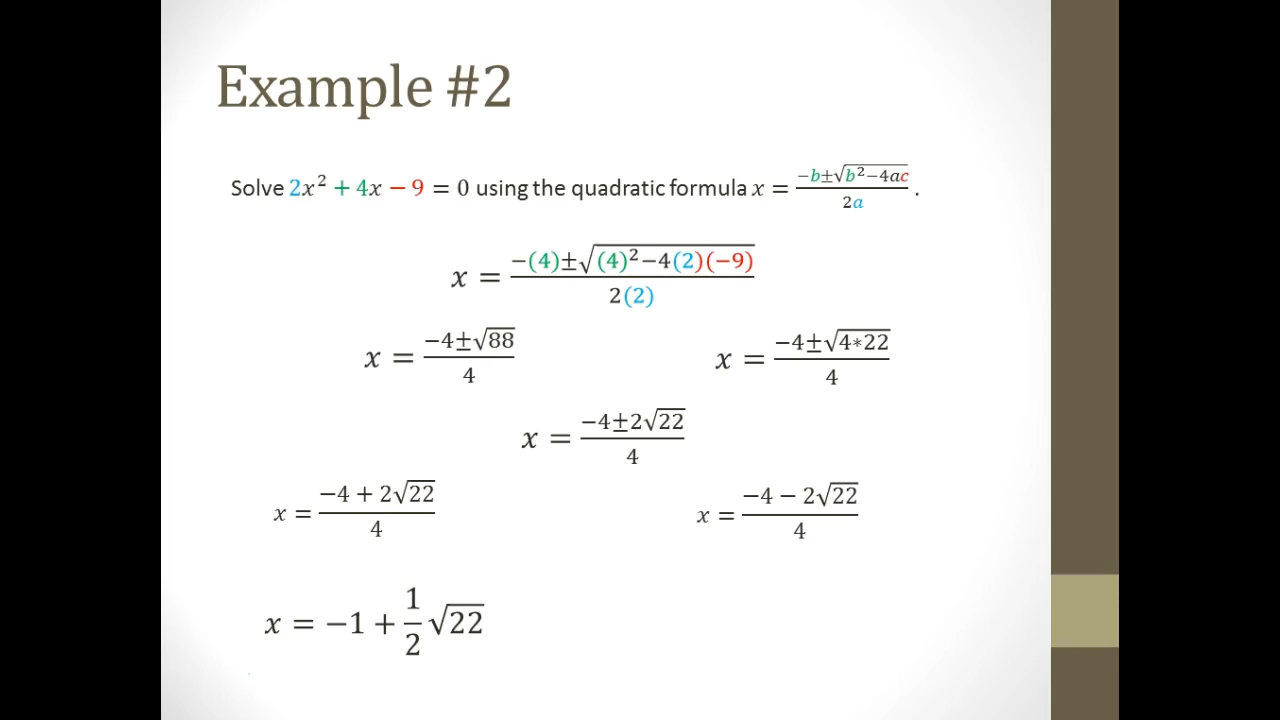 Example #2
Solve 2x² + 4x − 9 = 0 using the quadratic formula x = (−b±√(b²−4ac))/(2a) .
x = (−(4)±√((4)²−4(2)(−9)))/(2(2))
x = (−4±√88)/4
x = (−4±√(4∗22))/4
x = (−4±2√22)/4
x = (−4 + 2√22)/4
x = (−4 − 2√22)/4
x = −1 + 1/2 √22